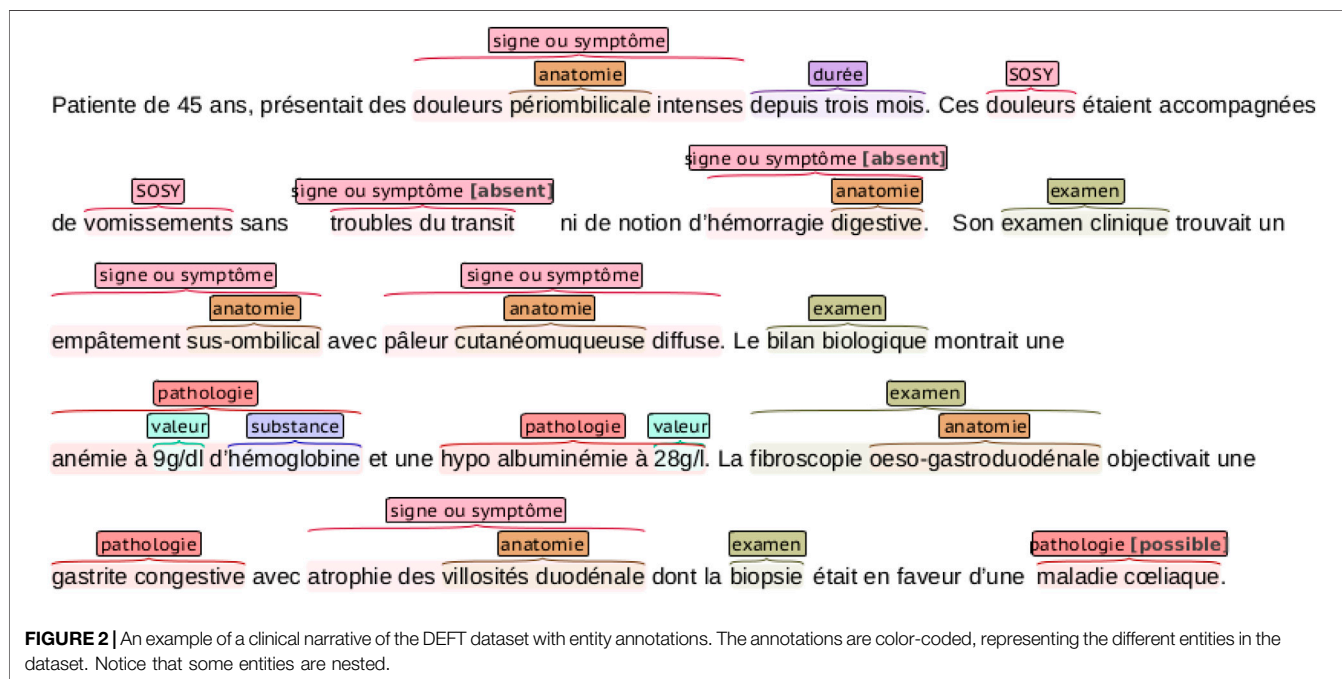 signe ou symptôme
anatomie durée SOSY
Patiente de 45 ans, présentait des douleurs périombilicale intenses depuis trois mois. Ces douleurs étaient accompagnées
signe ou symptôme [absent]
SOSY signe ou symptôme [absent] anatomie examen
de vomissements sans troubles du transit ni de notion d'hémorragie digestive. Son examen clinique trouvait un
signe ou symptôme signe ou symptôme
anatomie anatomie examen
empâtement sus-ombilical avec pâleur cutanéomuqueuse diffuse. Le bilan biologique montrait une
pathologie examen
valeur substance pathologie valeur anatomie
anémie à 9g/dl d'hémoglobine et une hypo albuminémie à 28g/l. La fibroscopie oeso-gastroduodénale objectivait une
signe ou symptôme
pathologie anatomie examen pathologie [possible]
gastrite congestive avec atrophie des villosités duodénale dont la biopsie était en faveur d'une maladie cœliaque.
FIGURE 2 | An example of a clinical narrative of the DEFT dataset with entity annotations. The annotations are color-coded, representing the different entities in the
dataset. Notice that some entities are nested.